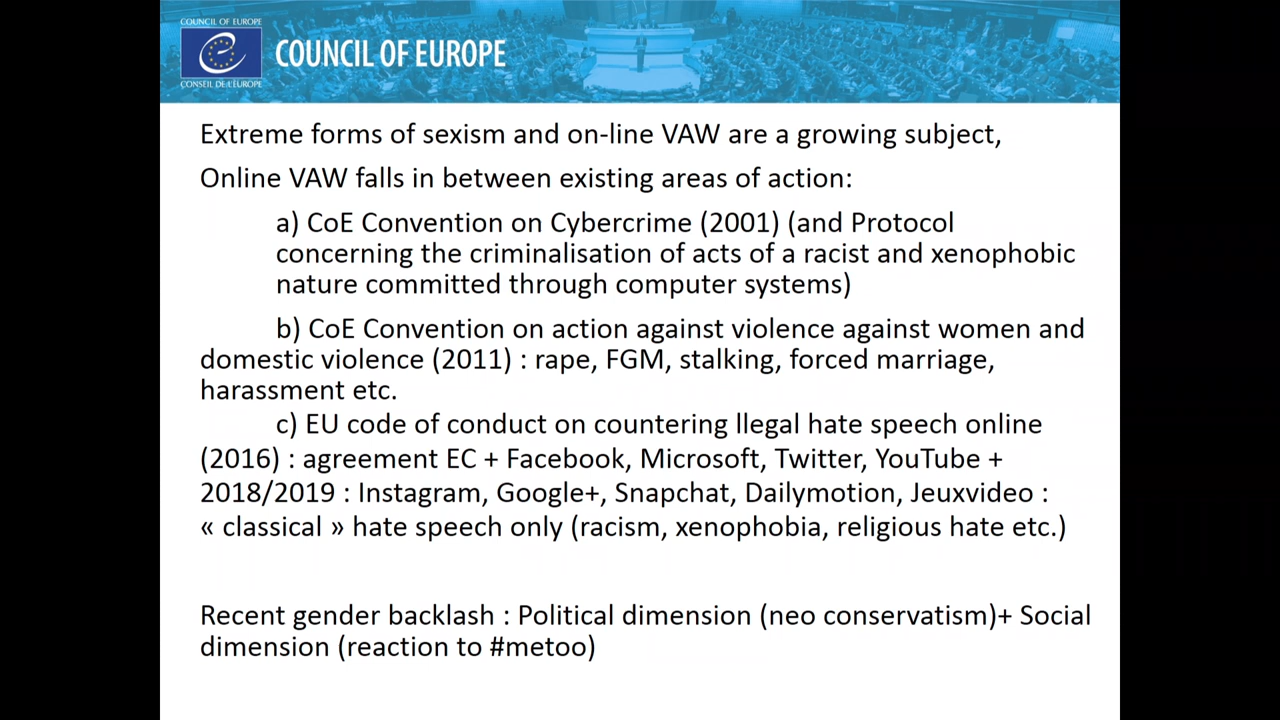 COUNCIL OF EUROPE
CONSEIL DE L'EUROPE
COUNCIL OF EUROPE
Extreme forms of sexism and on-line VAW are a growing subject,
Online VAW falls in between existing areas of action:
a) CoE Convention on Cybercrime (2001) (and Protocol
concerning the criminalisation of acts of a racist and xenophobic
nature committed through computer systems)
b) CoE Convention on action against violence against women and
domestic violence (2011) : rape, FGM, stalking, forced marriage,
harassment etc.
c) EU code of conduct on countering llegal hate speech online
(2016) : agreement EC + Facebook, Microsoft, Twitter, YouTube +
2018/2019 : Instagram, Google+, Snapchat, Dailymotion, Jeuxvideo :
« classical » hate speech only (racism, xenophobia, religious hate etc.)
Recent gender backlash : Political dimension (neo conservatism)+ Social
dimension (reaction to #metoo)